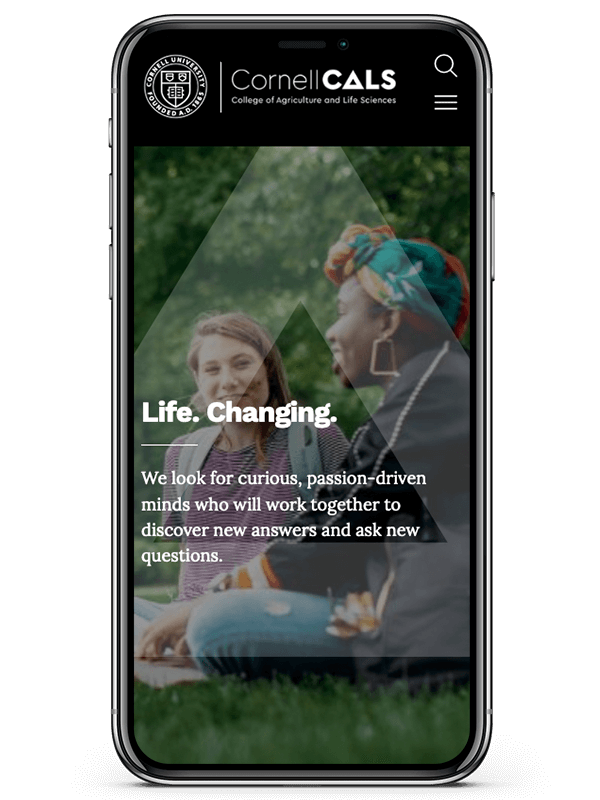 CORNELL UNIVERSITY
FOUNDED A.D. 1865
CornellCALS
College of Agriculture and Life Sciences
Life. Changing.
We look for curious, passion-driven
minds who will work together to
discover new answers and ask new
questions.